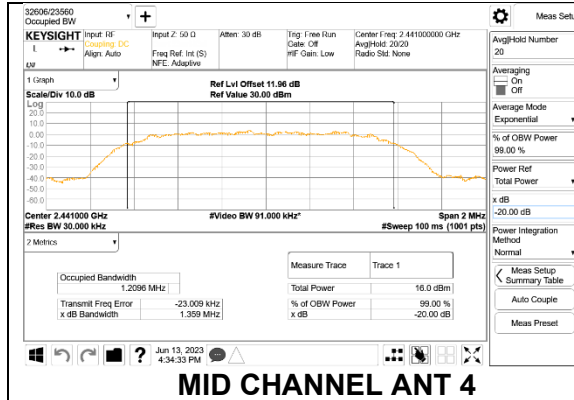 32606/23560
Occupied BW
+
Meas Setu
KEYSIGHT
Input: RF
Coupling: DC
Align: Auto
Input Z: 50 Ω
Freq Ref: Int (S)
NFE: Adaptive
Atten: 30 dB
Trig: Free Run
Gate: Off
#IF Gain: Low
Center Freq: 2.441000000 GHz
Avg|Hold: 20/20
Radio Std: None
L
LXI
Avg|Hold Number
20
Averaging
On
Off
Average Mode
Exponential
% of OBW Power
99.00 %
Power Ref
Total Power
x dB
-20.00 dB
Power Integration
Method
Normal
Meas Setup
Summary Table
Auto Couple
Meas Preset
1 Graph
Scale/Div 10.0 dB
Ref Lvl Offset 11.96 dB
Ref Value 30.00 dBm
Log
20.0
10.0
0.00
-10.0
-20.0
-30.0
-40.0
-50.0
-60.0
Center 2.441000 GHz
#Video BW 91.000 kHz*
Span 2 MHz
#Res BW 30.000 kHz
#Sweep 100 ms (1001 pts)
2 Metrics
Measure Trace Trace 1
Occupied Bandwidth
1.2096 MHz
Total Power 16.0 dBm
Transmit Freq Error -23.009 kHz
% of OBW Power 99.00 %
x dB Bandwidth 1.359 MHz
x dB -20.00 dB
?
Jun 13, 2023
4:34:33 PM
MID CHANNEL ANT 4